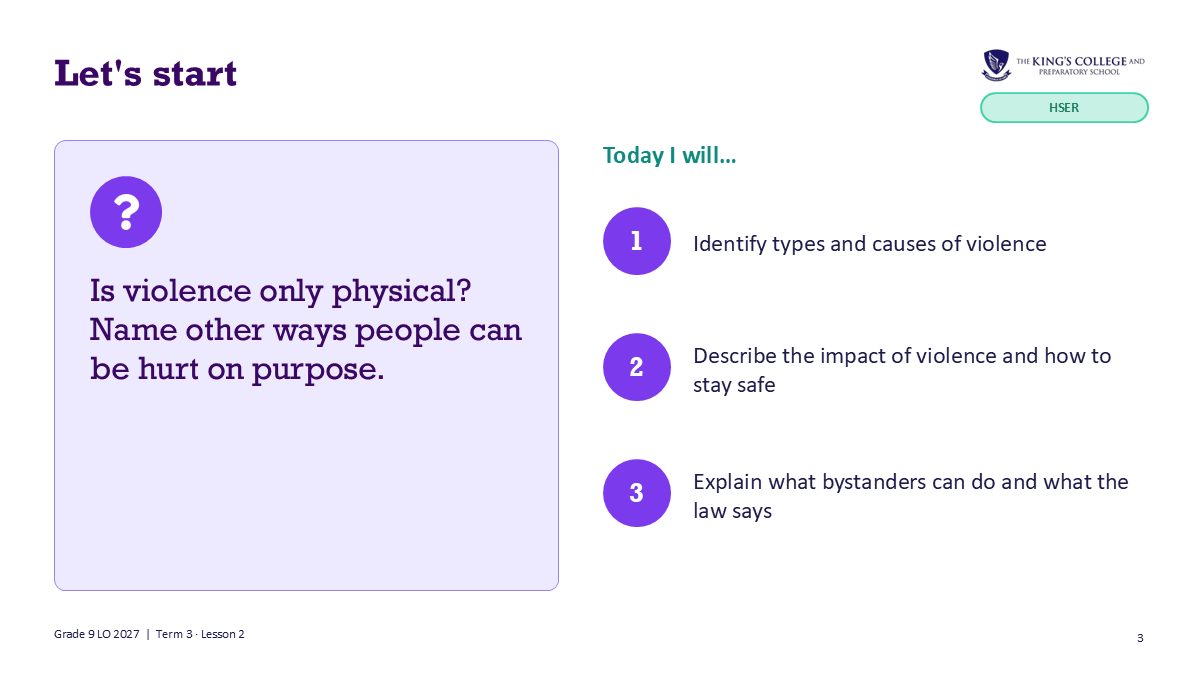 Let's start
THE KING'S COLLEGE AND
PREPARATORY SCHOOL
HSER
?
Is violence only physical?
Name other ways people can
be hurt on purpose.
Today I will...
1
Identify types and causes of violence
2
Describe the impact of violence and how to
stay safe
3
Explain what bystanders can do and what the
law says
Grade 9 LO 2027 | Term 3 · Lesson 2
3